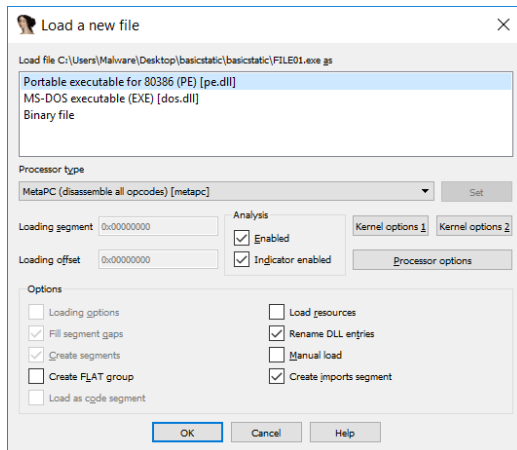 Load a new file
Load file C:\Users\Malware\Desktop\basicstatic\basicstatic\FILE01.exe as
Portable executable for 80386 (PE) [pe.dll]
MS-DOS executable (EXE) [dos.dll]
Binary file
Processor type
MetaPC (disassemble all opcodes) [metapc]
Set
Loading segment 0x00000000
Analysis
Enabled
Kernel options 1 Kernel options 2
Loading offset 0x00000000
Indicator enabled
Processor options
Options
Loading options Load resources
Fill segment gaps Rename DLL entries
Create segments Manual load
Create FLAT group Create imports segment
Load as code segment
OK Cancel Help